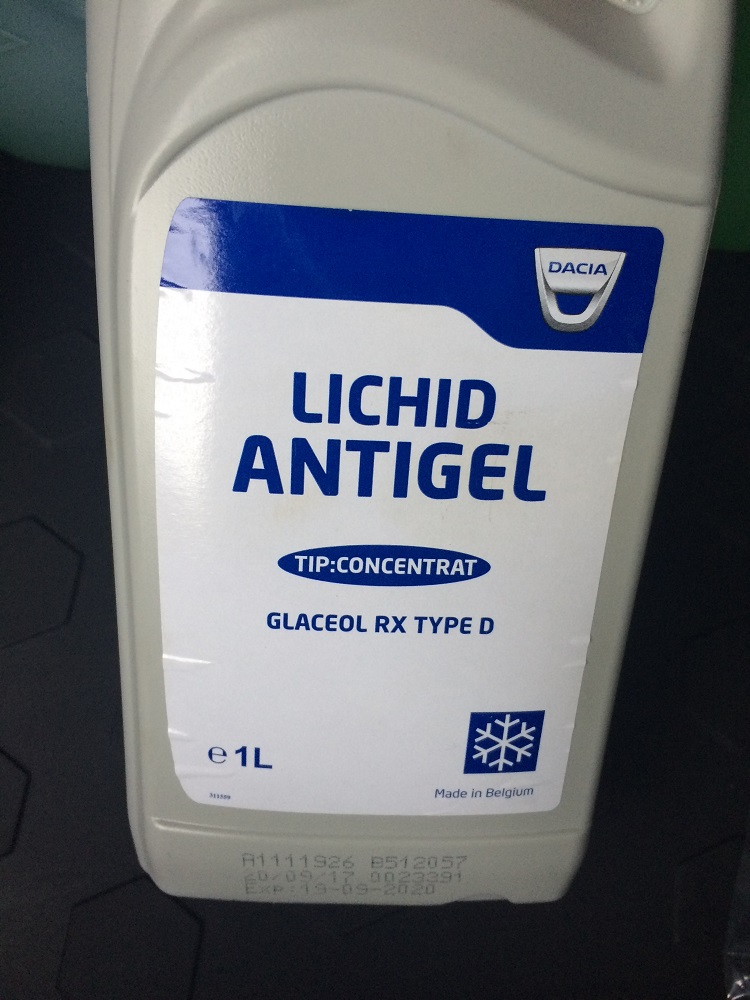 DACIA
LICHID
ANTIGEL
TIP:CONCENTRAT
GLACEOL RX TYPE D
℮ 1L
Made in Belgium
A1111926 B512057
20/09/17 0023391
Exp:19-09-2020